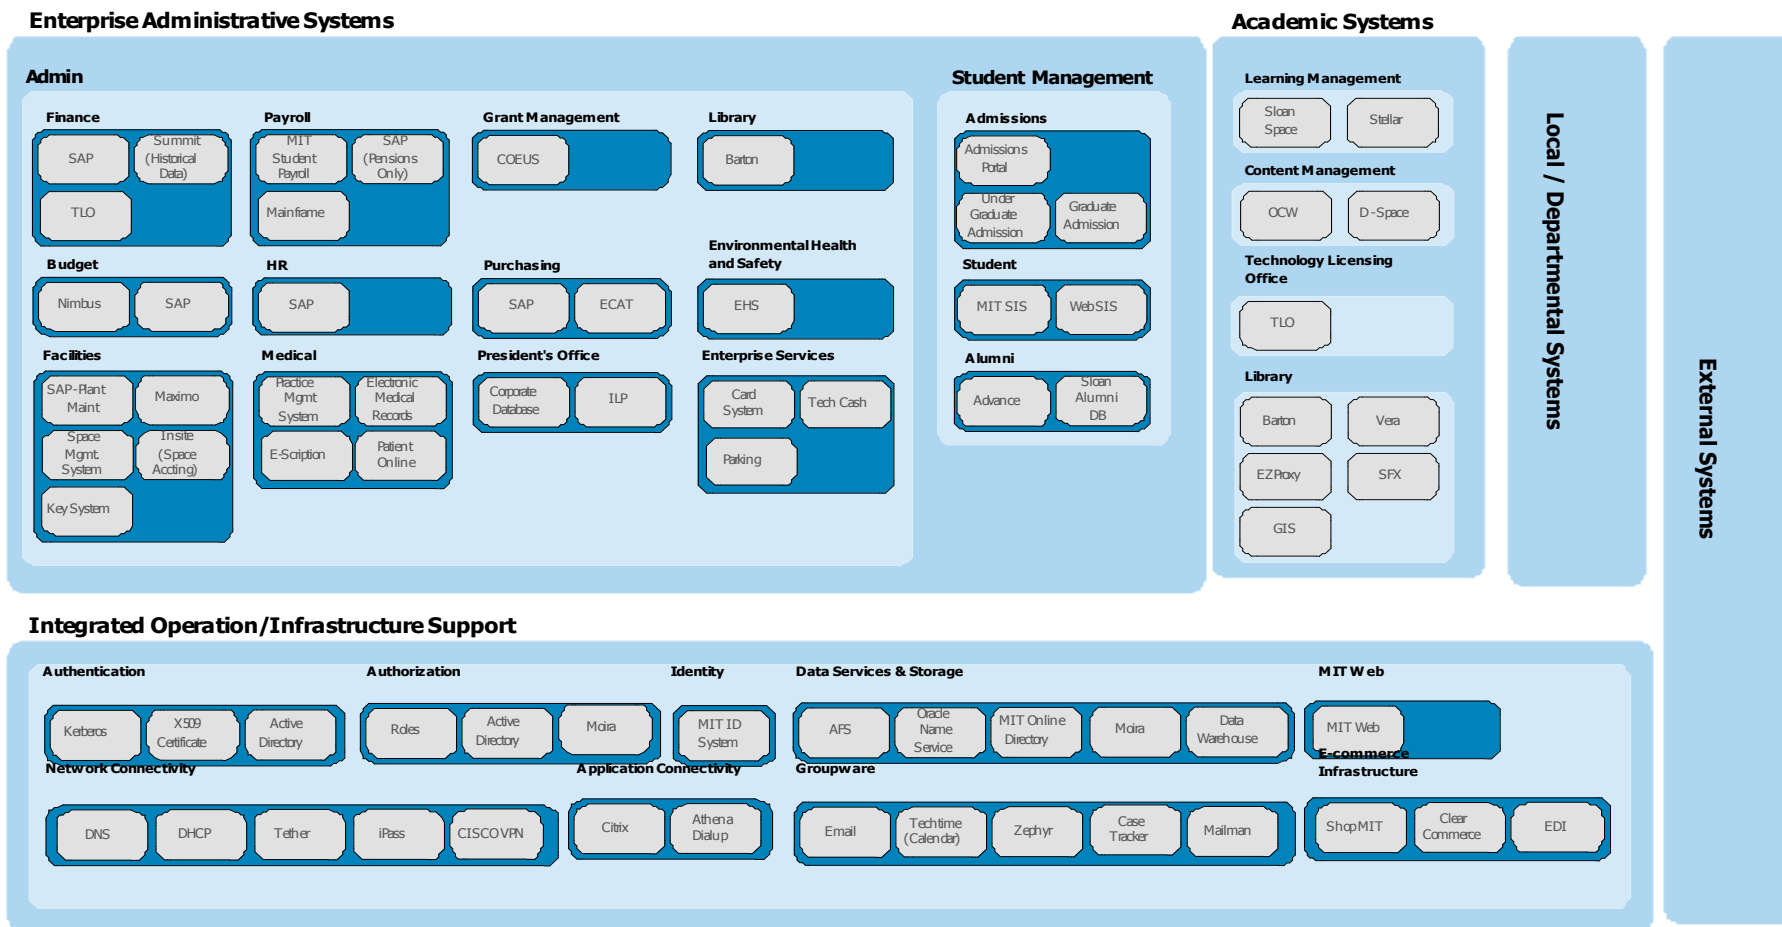 Enterprise Administrative Systems
Academic Systems
Admin
Student Management
Learning Management
Finance
Payroll
Grant Management
Library
Admissions
SAP
Summit
(Historical
Data)
TLO
MIT
Student
Payroll
SAP
(Pensions
Only)
Mainframe
COEUS
Barton
Admissions
Portal
Under
Graduate
Admission
Graduate
Admission
Sloan
Space
Stellar
Content Management
OCW
D-Space
Technology Licensing
Office
TLO
Budget
HR
Purchasing
Environmental Health
and Safety
Student
Nimbus
SAP
SAP
SAP
ECAT
EHS
MIT SIS
WebSIS
Facilities
Medical
President's Office
Enterprise Services
Alumni
SAP-Plant
Maint
Maximo
Space
Mgmt.
System
Insite
(Space
Accting)
Key System
Practice
Mgmt
System
Electronic
Medical
Records
E-Scription
Patient
Online
Corporate
Database
ILP
Card
System
Tech Cash
Parking
Advance
Sloan
Alumni
DB
Library
Barton
Vera
EZProxy
SFX
GIS
Local / Departmental Systems
External Systems
Integrated Operation/Infrastructure Support
Authentication
Authorization
Identity
Data Services & Storage
MIT Web
Kerberos
X509
Certificate
Active
Directory
Roles
Active
Directory
Moira
MIT ID
System
AFS
Oracle
Name
Service
MIT Online
Directory
Moira
Data
Warehouse
MIT Web
Network Connectivity
Application Connectivity
Groupware
E-commerce
Infrastructure
DNS
DHCP
Tether
iPass
CISCO VPN
Citrix
Athena
Dialup
Email
Techtime
(Calendar)
Zephyr
Case
Tracker
Mailman
ShopMIT
Clear
Commerce
EDI